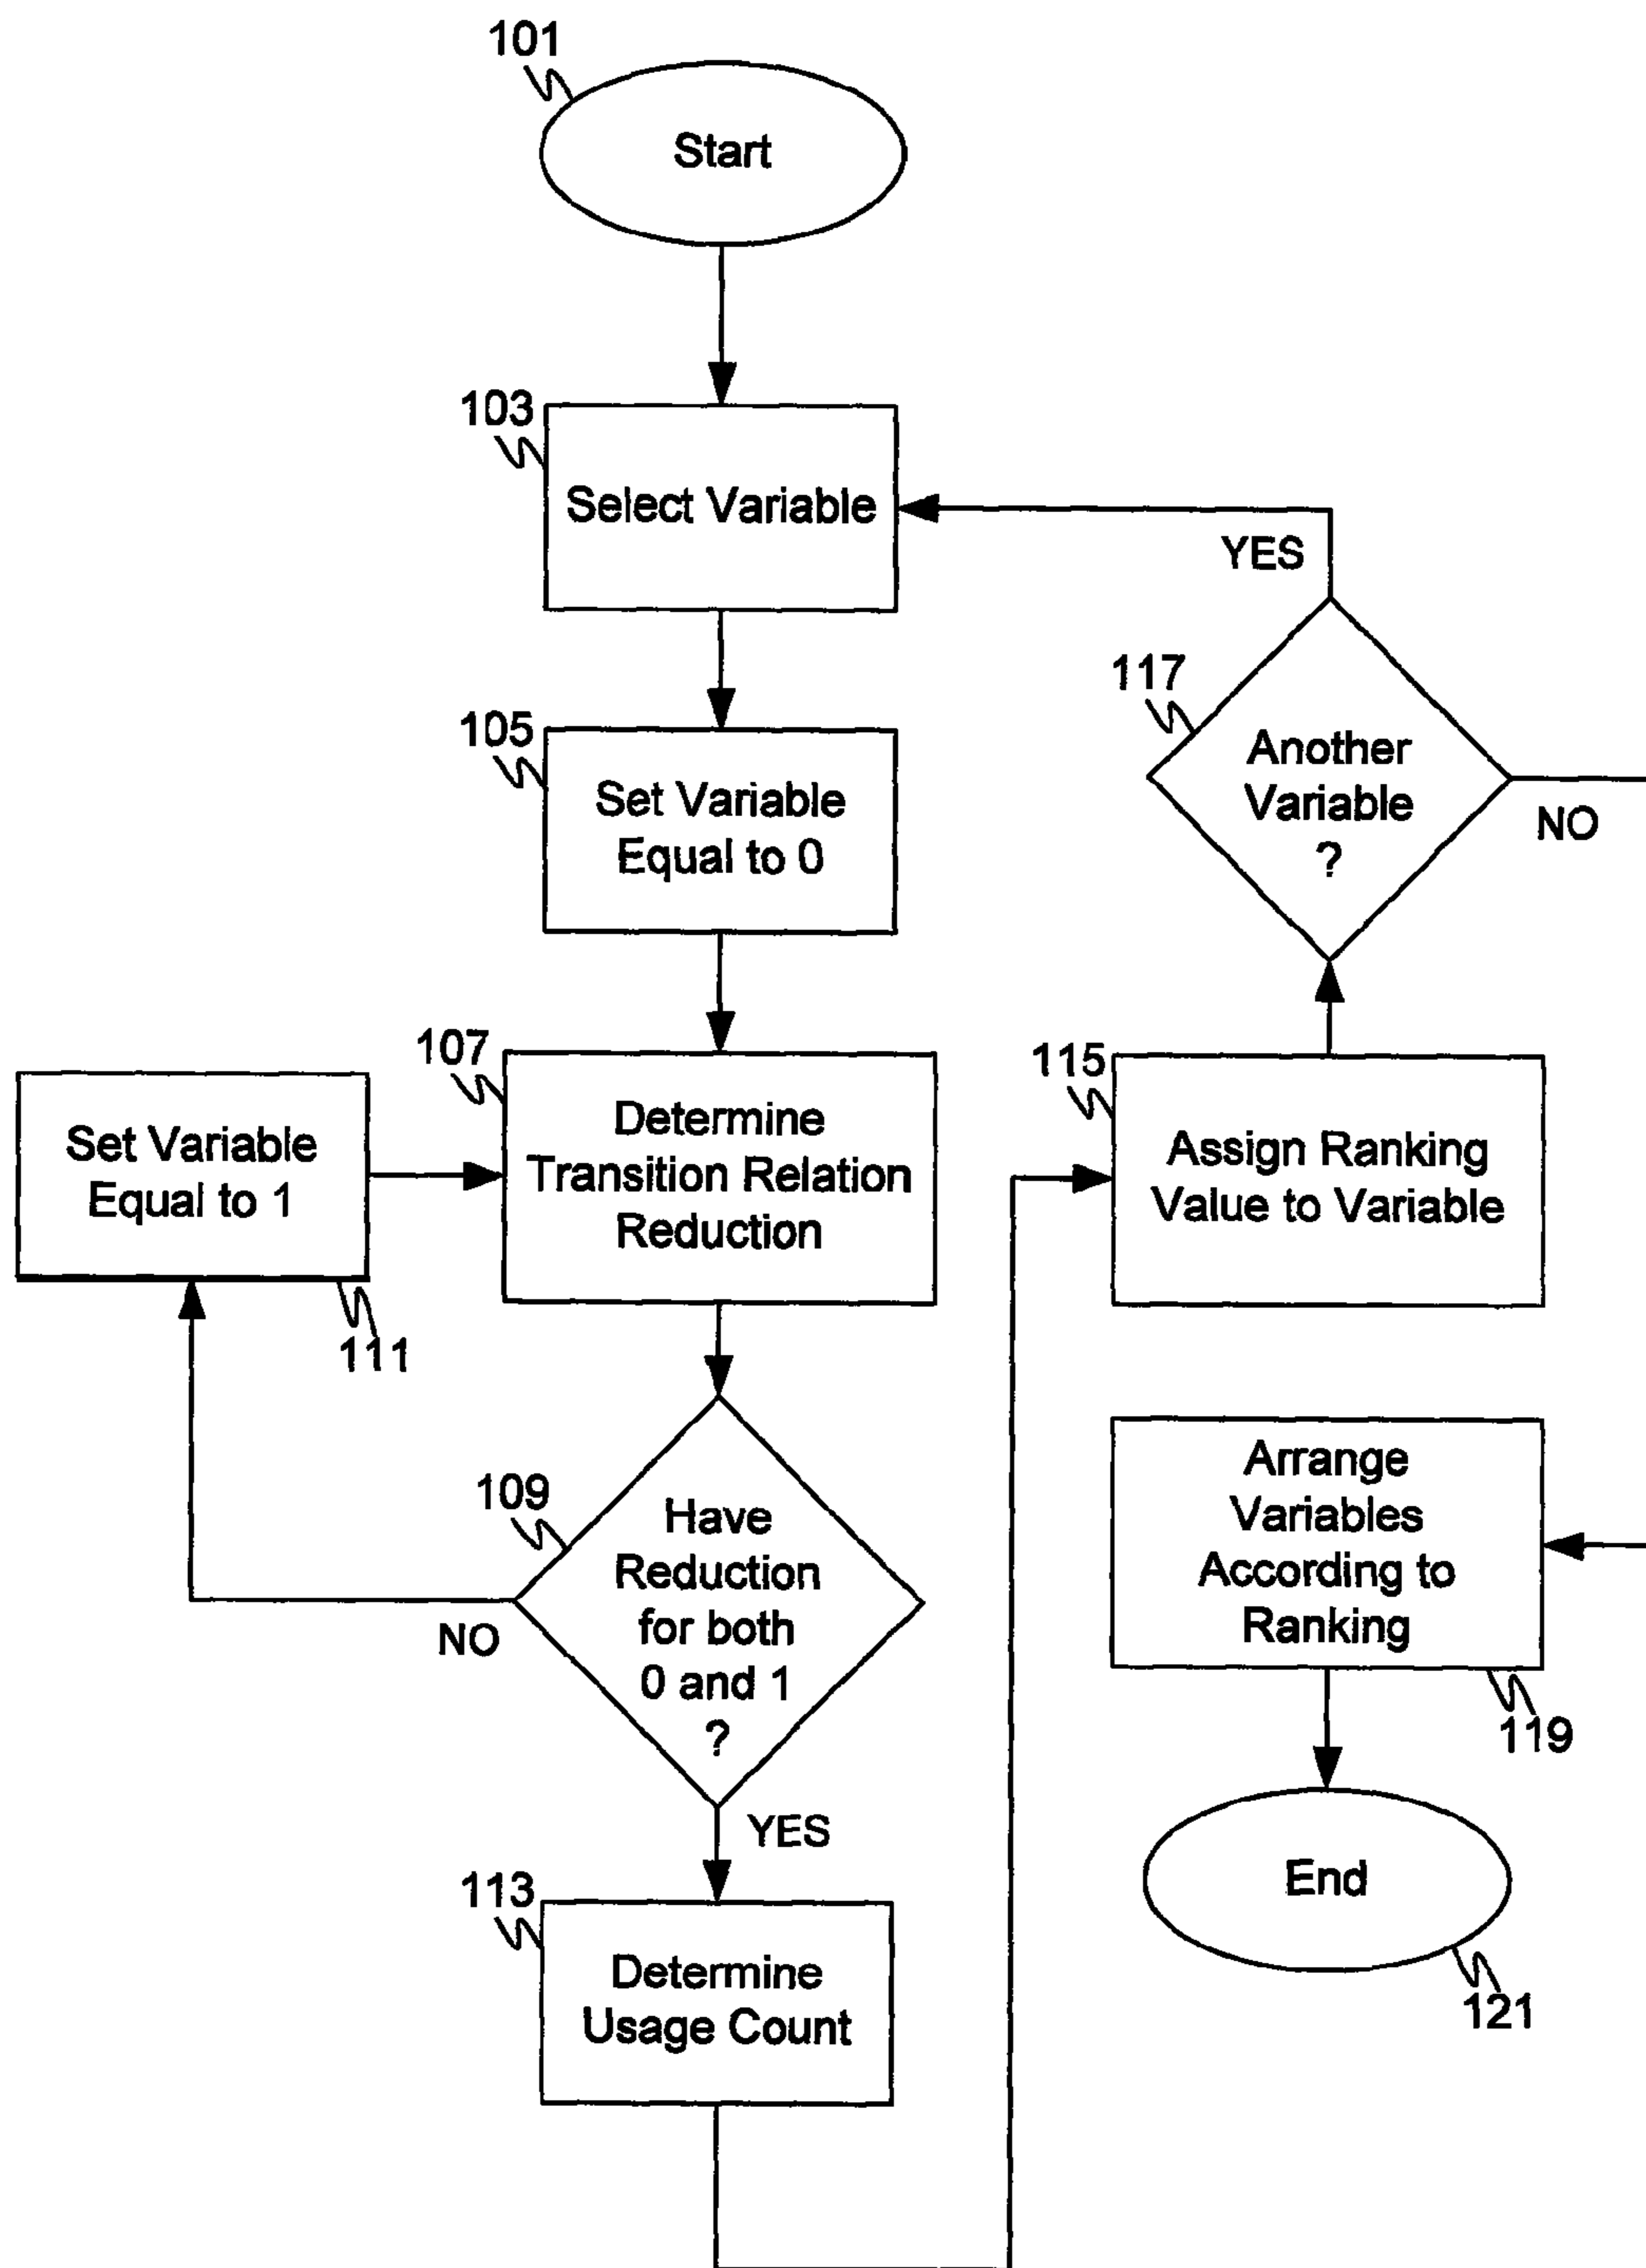 101
Start
103
Select Variable
YES
117
Another
Variable
?
NO
105
Set Variable
Equal to 0
107
Determine
Transition Relation
Reduction
Set Variable
Equal to 1
111
115
Assign Ranking
Value to Variable
109
Have
Reduction
for both
0 and 1
?
NO
YES
Arrange
Variables
According to
Ranking
119
113
Determine
Usage Count
End
121